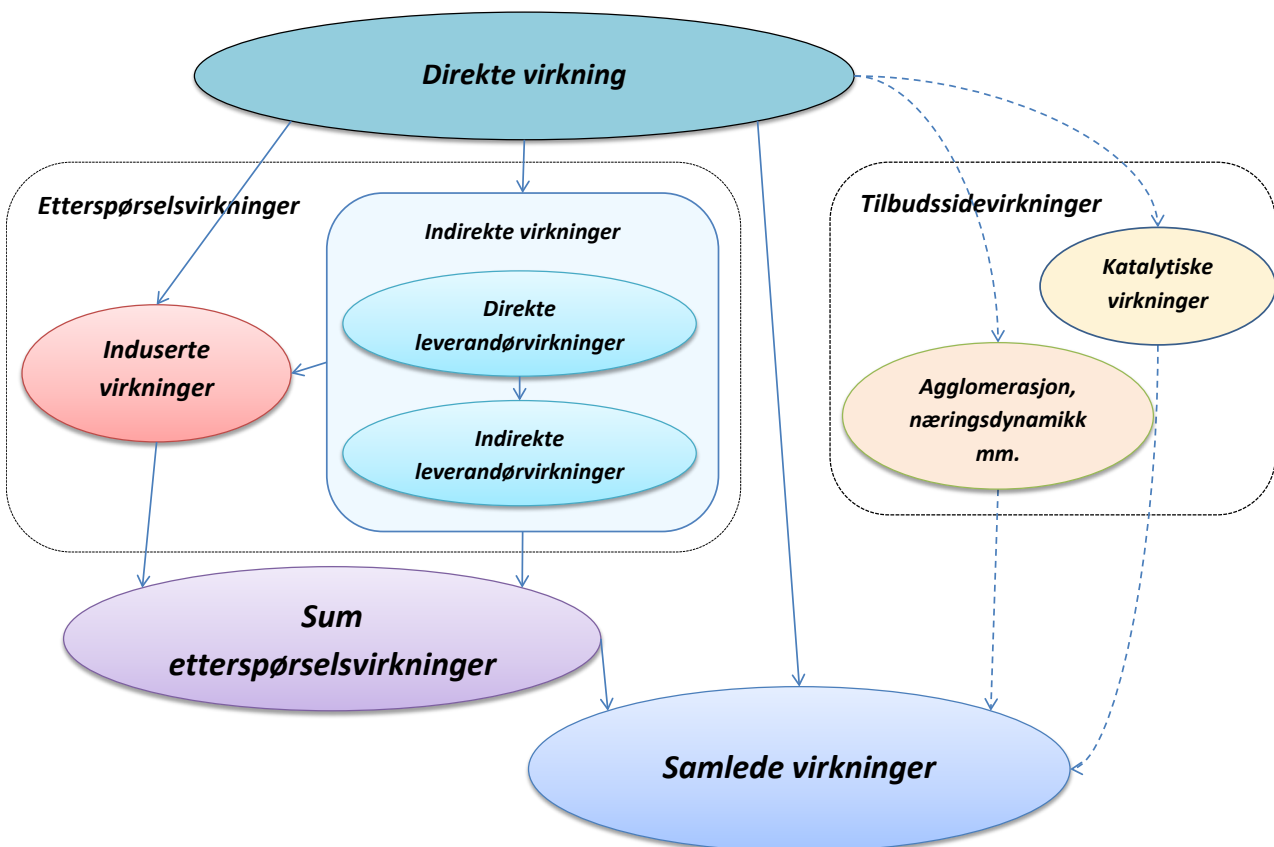 Direkte virkning
Etterspørselsvirkninger
Indirekte virkninger
Direkte
leverandørvirkninger
Indirekte
leverandørvirkninger
Induserte
virkninger
Tilbudssidevirkninger
Katalytiske
virkninger
Agglomerasjon,
næringsdynamikk
mm.
Sum
etterspørselsvirkninger
Samlede virkninger